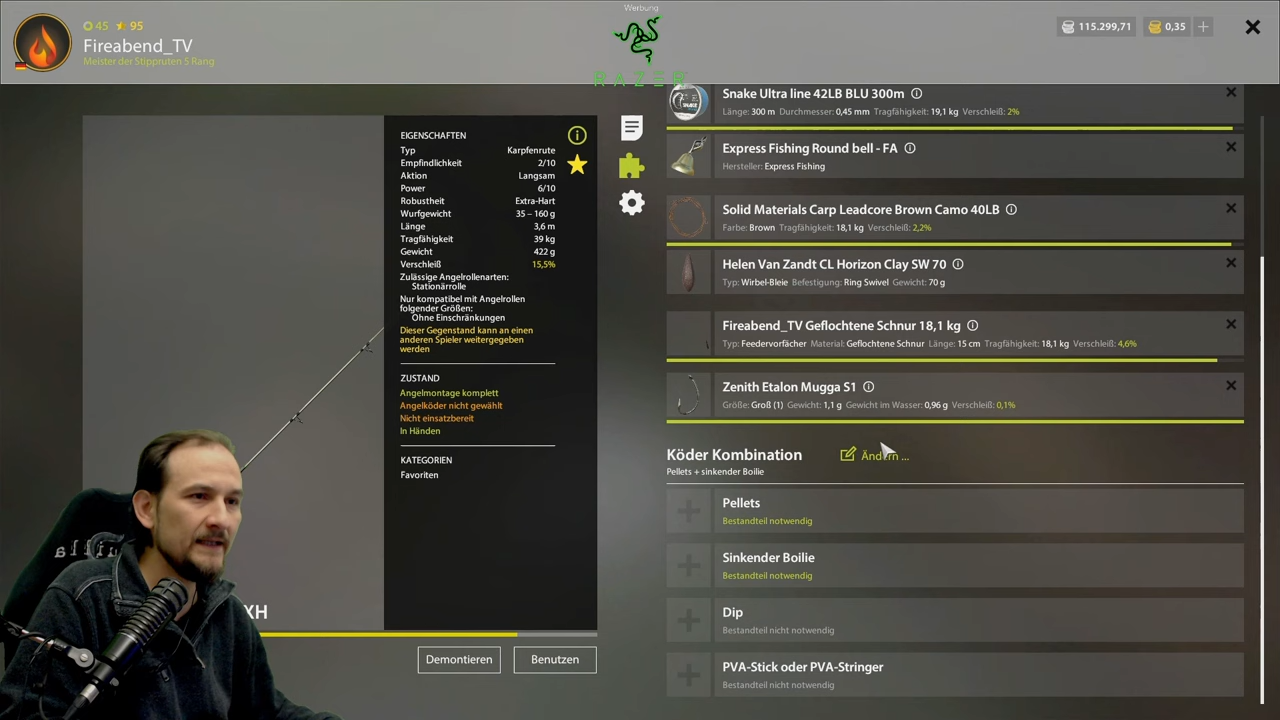 Werbung
RAZER
45 95
Fireabend_TV
Meister der Stippruten 5 Rang
115.299,71
0,35
EIGENSCHAFTEN
Typ Karpfenrute
Empfindlichkeit 2/10
Aktion Langsam
Power 6/10
Robustheit Extra-Hart
Wurfgewicht 35 – 160 g
Länge 3,6 m
Tragfähigkeit 39 kg
Gewicht 422 g
Verschleiß 15,5%
Zulässige Angelrollenarten:
Stationärrolle
Nur kompatibel mit Angelrollen
folgender Größen:
Ohne Einschränkungen
Dieser Gegenstand kann an einen
anderen Spieler weitergegeben
werden
ZUSTAND
Angelmontage komplett
Angelköder nicht gewählt
Nicht einsatzbereit
In Händen
KATEGORIEN
Favoriten
XH
Demontieren
Benutzen
Snake Ultra line 42LB BLU 300m
Länge: 300 m Durchmesser: 0,45 mm Tragfähigkeit: 19,1 kg Verschleiß: 2%
Express Fishing Round bell - FA
Hersteller: Express Fishing
Solid Materials Carp Leadcore Brown Camo 40LB
Farbe: Brown Tragfähigkeit: 18,1 kg Verschleiß: 2,2%
Helen Van Zandt CL Horizon Clay SW 70
Typ: Wirbel-Bleie Befestigung: Ring Swivel Gewicht: 70 g
Fireabend_TV Geflochtene Schnur 18,1 kg
Typ: Feedervorfächer Material: Geflochtene Schnur Länge: 15 cm Tragfähigkeit: 18,1 kg Verschleiß: 4,6%
Zenith Etalon Mugga S1
Größe: Groß (1) Gewicht: 1,1 g Gewicht im Wasser: 0,96 g Verschleiß: 0,1%
Köder Kombination Ändern ...
Pellets + sinkender Boilie
Pellets
Bestandteil notwendig
Sinkender Boilie
Bestandteil notwendig
Dip
Bestandteil nicht notwendig
PVA-Stick oder PVA-Stringer
Bestandteil nicht notwendig